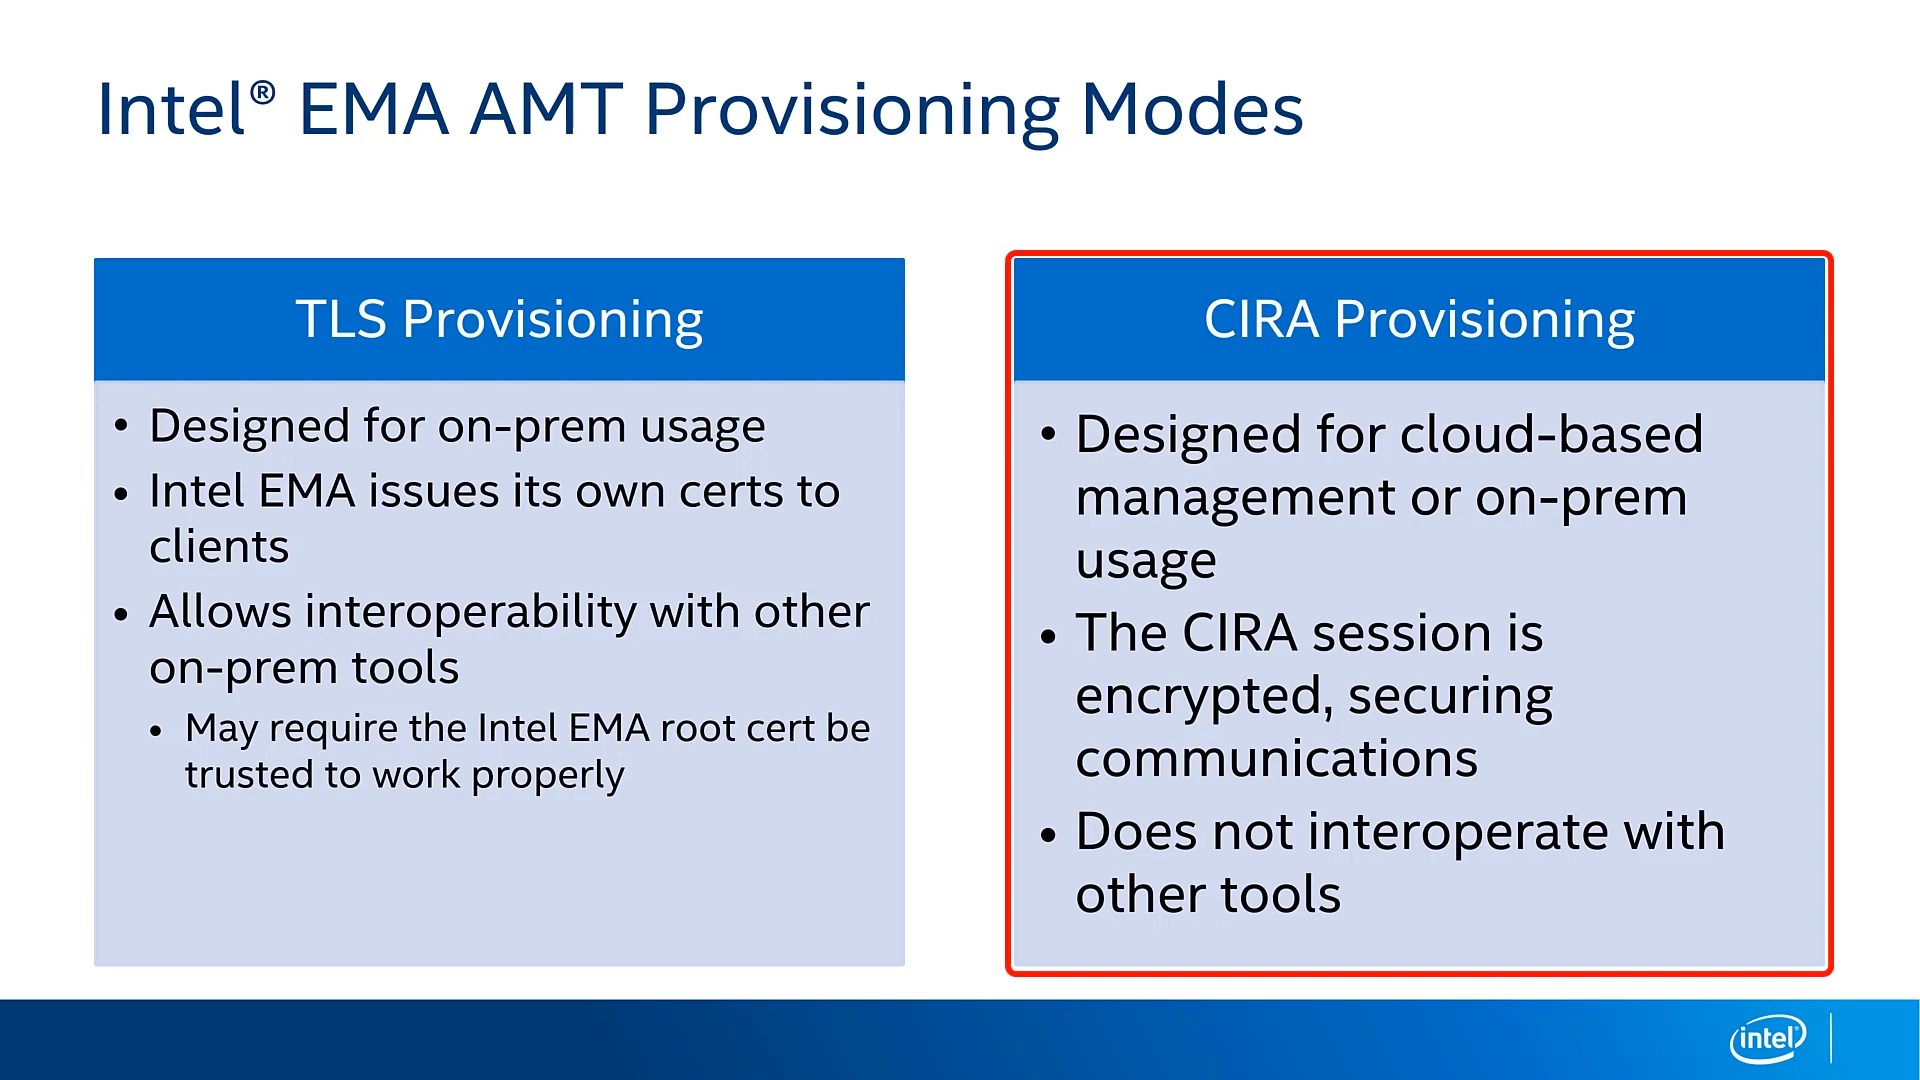 Intel® EMA AMT Provisioning Modes
TLS Provisioning
• Designed for on-prem usage
• Intel EMA issues its own certs to
clients
• Allows interoperability with other
on-prem tools
• May require the Intel EMA root cert be
trusted to work properly
CIRA Provisioning
• Designed for cloud-based
management or on-prem
usage
• The CIRA session is
encrypted, securing
communications
• Does not interoperate with
other tools
intel®